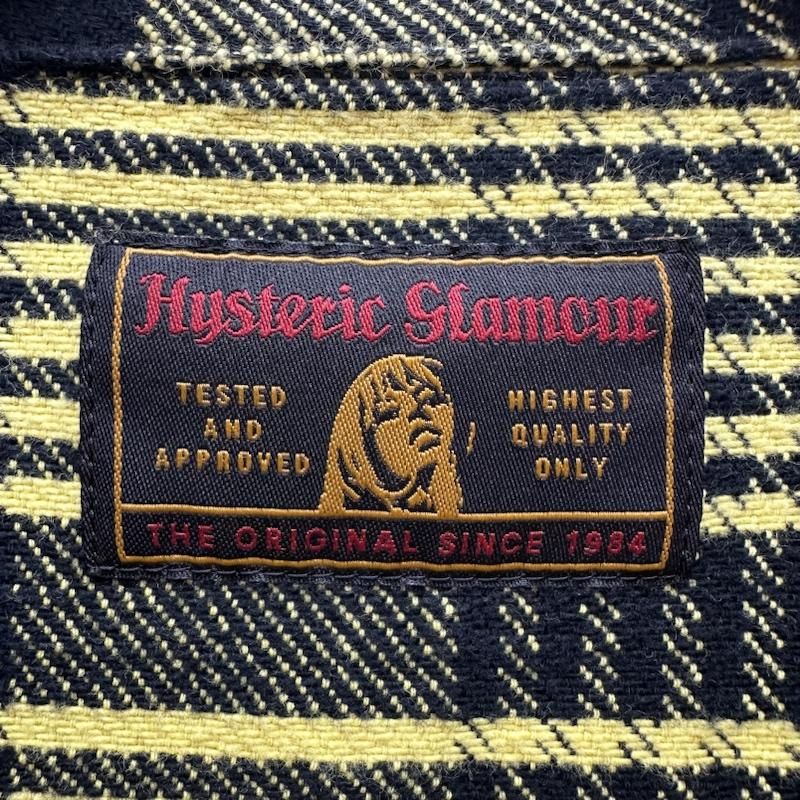 Hysteric Glamour
TESTED
AND
APPROVED
HIGHEST
QUALITY
ONLY
THE ORIGINAL SINCE 1984